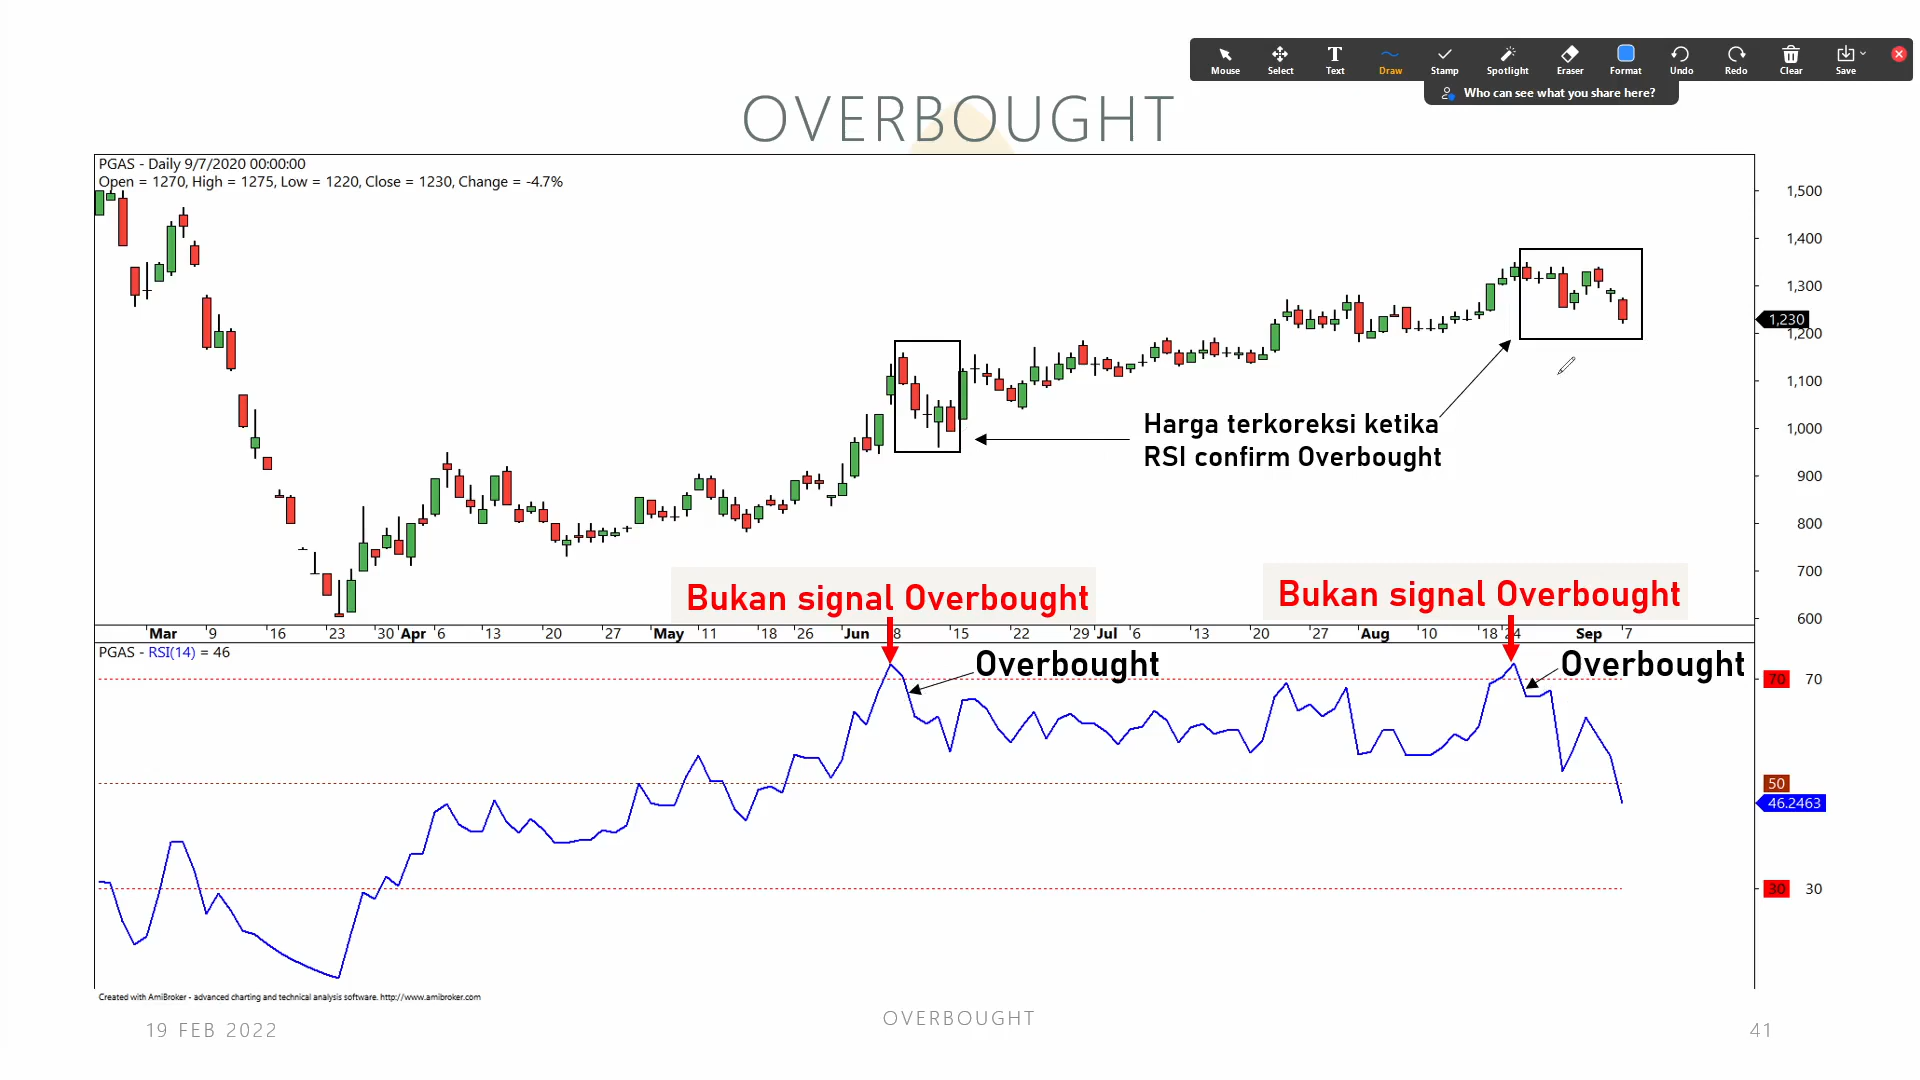 Mouse Select Text Draw Stamp Spotlight Eraser Format Undo Redo Clear Save
Who can see what you share here?
OVERBOUGHT
PGAS - Daily 9/7/2020 00:00:00
Open = 1270, High = 1275, Low = 1220, Close = 1230, Change = -4.7%
1,500
1,400
1,300
1,230
1,200
1,100
1,000
900
800
700
600
Harga terkoreksi ketika
RSI confirm Overbought
Bukan signal Overbought
Bukan signal Overbought
Mar 9 16 23 30 Apr 6 13 20 27 May 11 18 26 Jun 8 15 22 29 Jul 6 13 20 27 Aug 10 18 24 Sep 7
PGAS - RSI(14) = 46
Overbought
Overbought
70 70
50
46.2463
30 30
Created with AmiBroker - advanced charting and technical analysis software. http://www.amibroker.com
19 FEB 2022
OVERBOUGHT
41